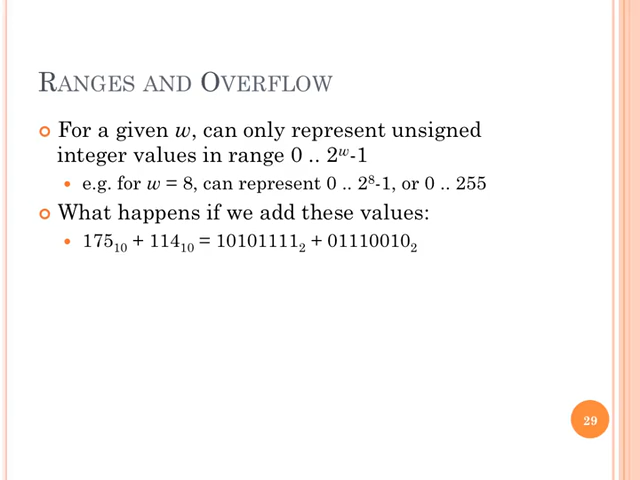 RANGES AND OVERFLOW
For a given w, can only represent unsigned
integer values in range 0 .. 2ʷ-1
e.g. for w = 8, can represent 0 .. 2⁸-1, or 0 .. 255
What happens if we add these values:
175₁₀ + 114₁₀ = 10101111₂ + 01110010₂
29